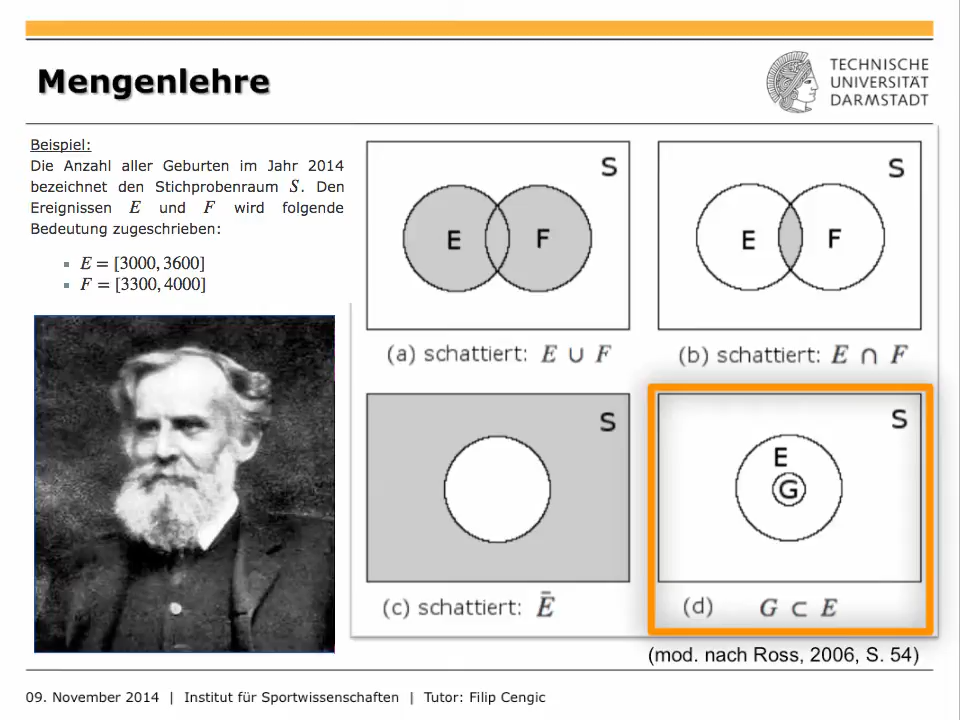 Mengenlehre
TECHNISCHE
UNIVERSITÄT
DARMSTADT
Beispiel:
Die Anzahl aller Geburten im Jahr 2014
bezeichnet den Stichprobenraum S. Den
Ereignissen E und F wird folgende
Bedeutung zugeschrieben:
▪ E = [3000, 3600]
▪ F = [3300, 4000]
S
E F
(a) schattiert: E ∪ F
S
E F
(b) schattiert: E ∩ F
S
(c) schattiert: Ē
S
E
G
(d) G ⊂ E
(mod. nach Ross, 2006, S. 54)
09. November 2014 | Institut für Sportwissenschaften | Tutor: Filip Cengic